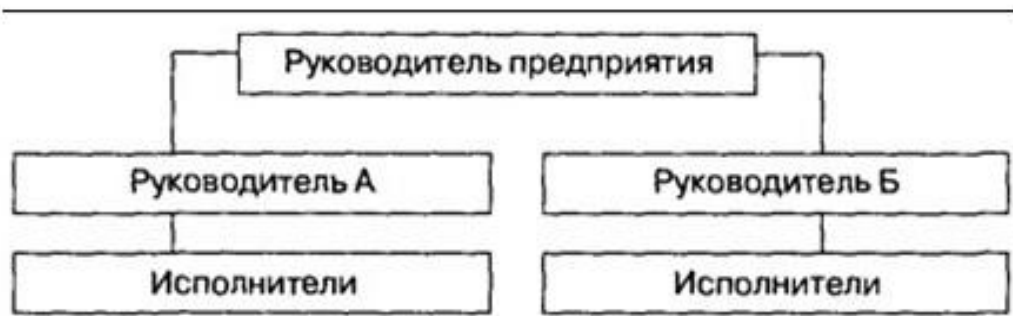 Руководитель предприятия
Руководитель А
Руководитель Б
Исполнители
Исполнители